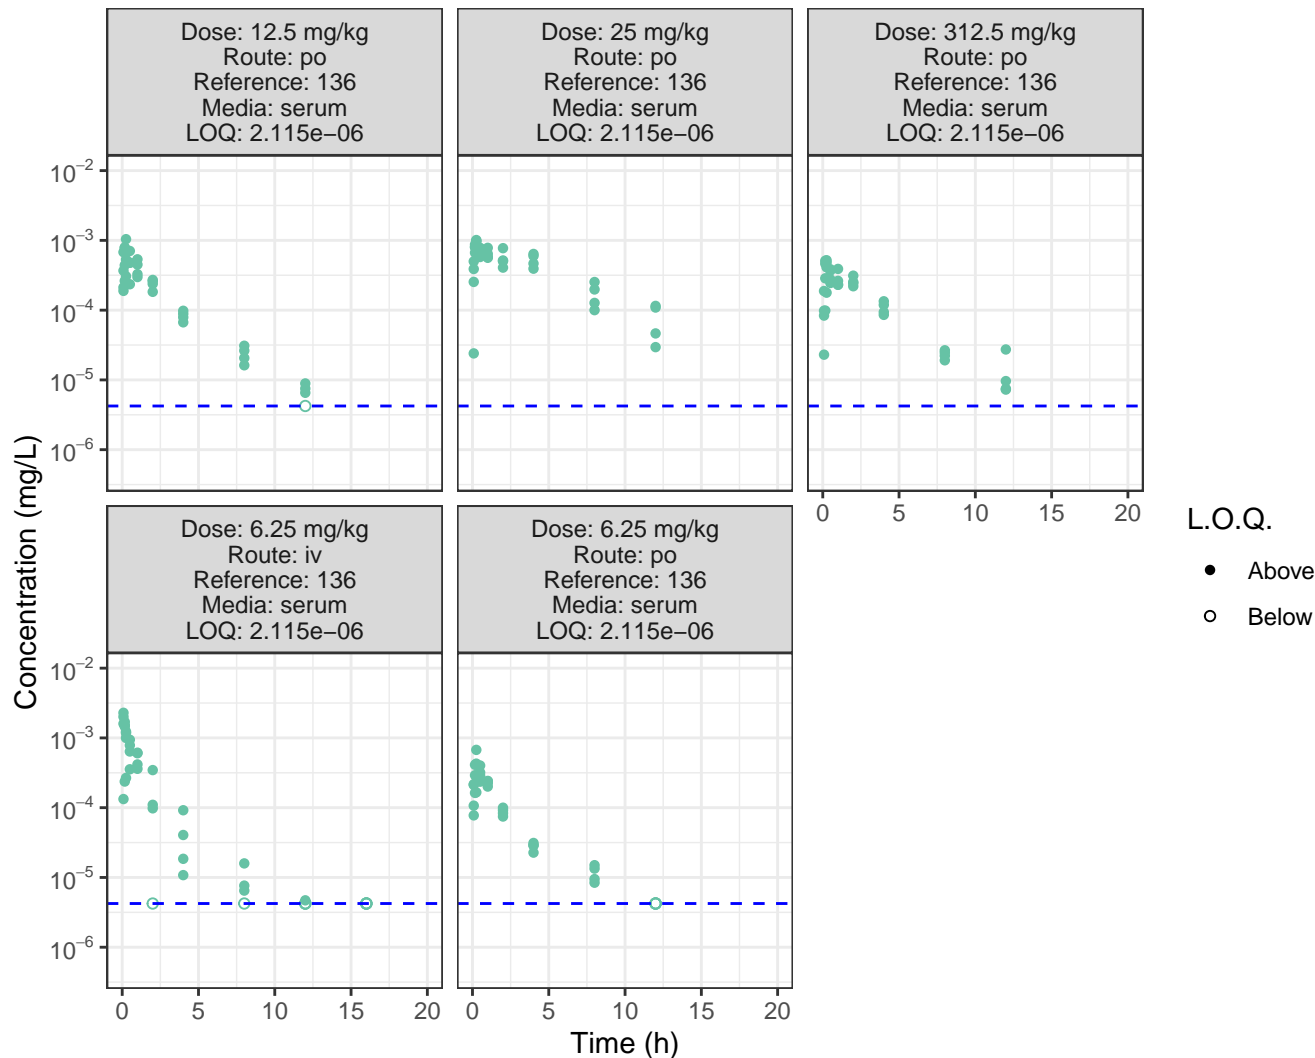 Dose: 12.5 mg/kg
Route: po
Reference: 136
Media: serum
LOQ: 2.115e−06
Dose: 25 mg/kg
Route: po
Reference: 136
Media: serum
LOQ: 2.115e−06
Dose: 312.5 mg/kg
Route: po
Reference: 136
Media: serum
LOQ: 2.115e−06
10−2
10−3
10−4
10−5
10−6
0 5 10 15 20
Dose: 6.25 mg/kg
Route: iv
Reference: 136
Media: serum
LOQ: 2.115e−06
Dose: 6.25 mg/kg
Route: po
Reference: 136
Media: serum
LOQ: 2.115e−06
10−2
10−3
10−4
10−5
10−6
0 5 10 15 20
0 5 10 15 20
Time (h)
Concentration (mg/L)
L.O.Q.
Above
Below